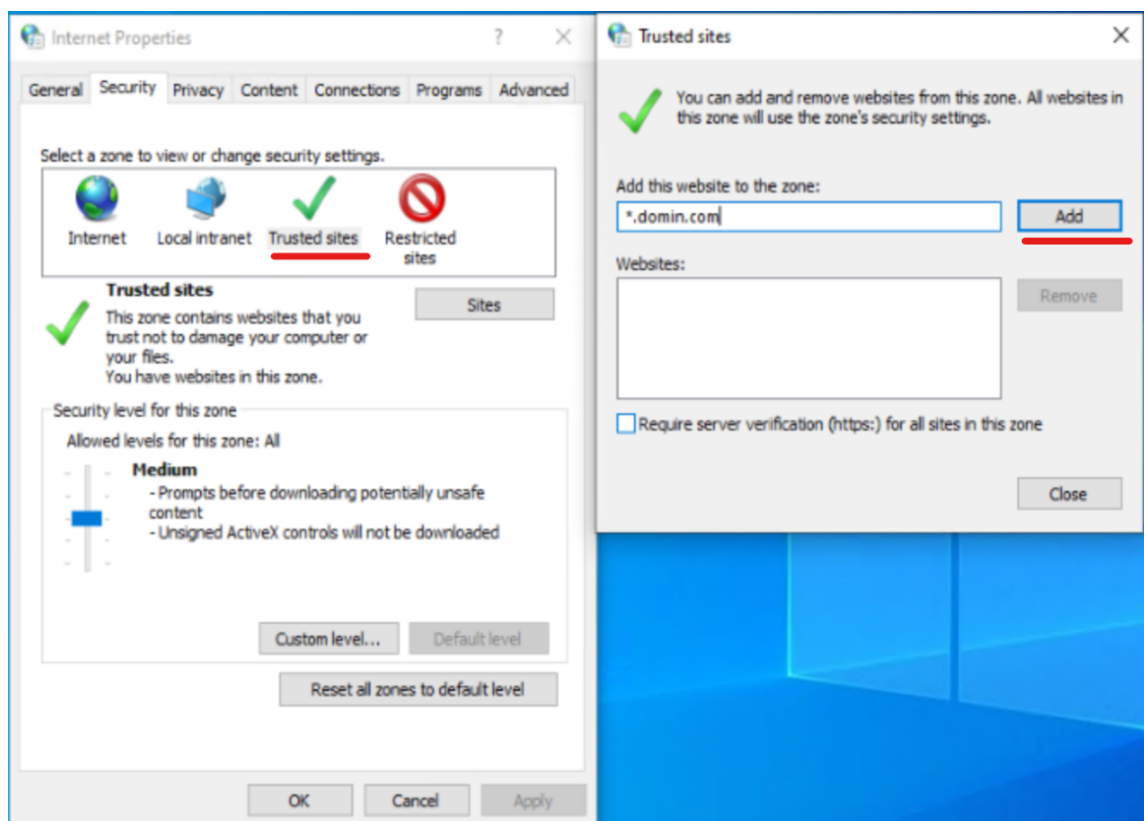 Internet Properties
?
General Security Privacy Content Connections Programs Advanced
Select a zone to view or change security settings.
Internet
Local intranet
Trusted sites
Restricted
sites
Trusted sites
Sites
This zone contains websites that you
trust not to damage your computer or
your files.
You have websites in this zone.
Security level for this zone
Allowed levels for this zone: All
Medium
- Prompts before downloading potentially unsafe
content
- Unsigned ActiveX controls will not be downloaded
Custom level...
Default level
Reset all zones to default level
OK
Cancel
Apply
Trusted sites
You can add and remove websites from this zone. All websites in
this zone will use the zone's security settings.
Add this website to the zone:
*.domin.com
Add
Websites:
Remove
Require server verification (https:) for all sites in this zone
Close